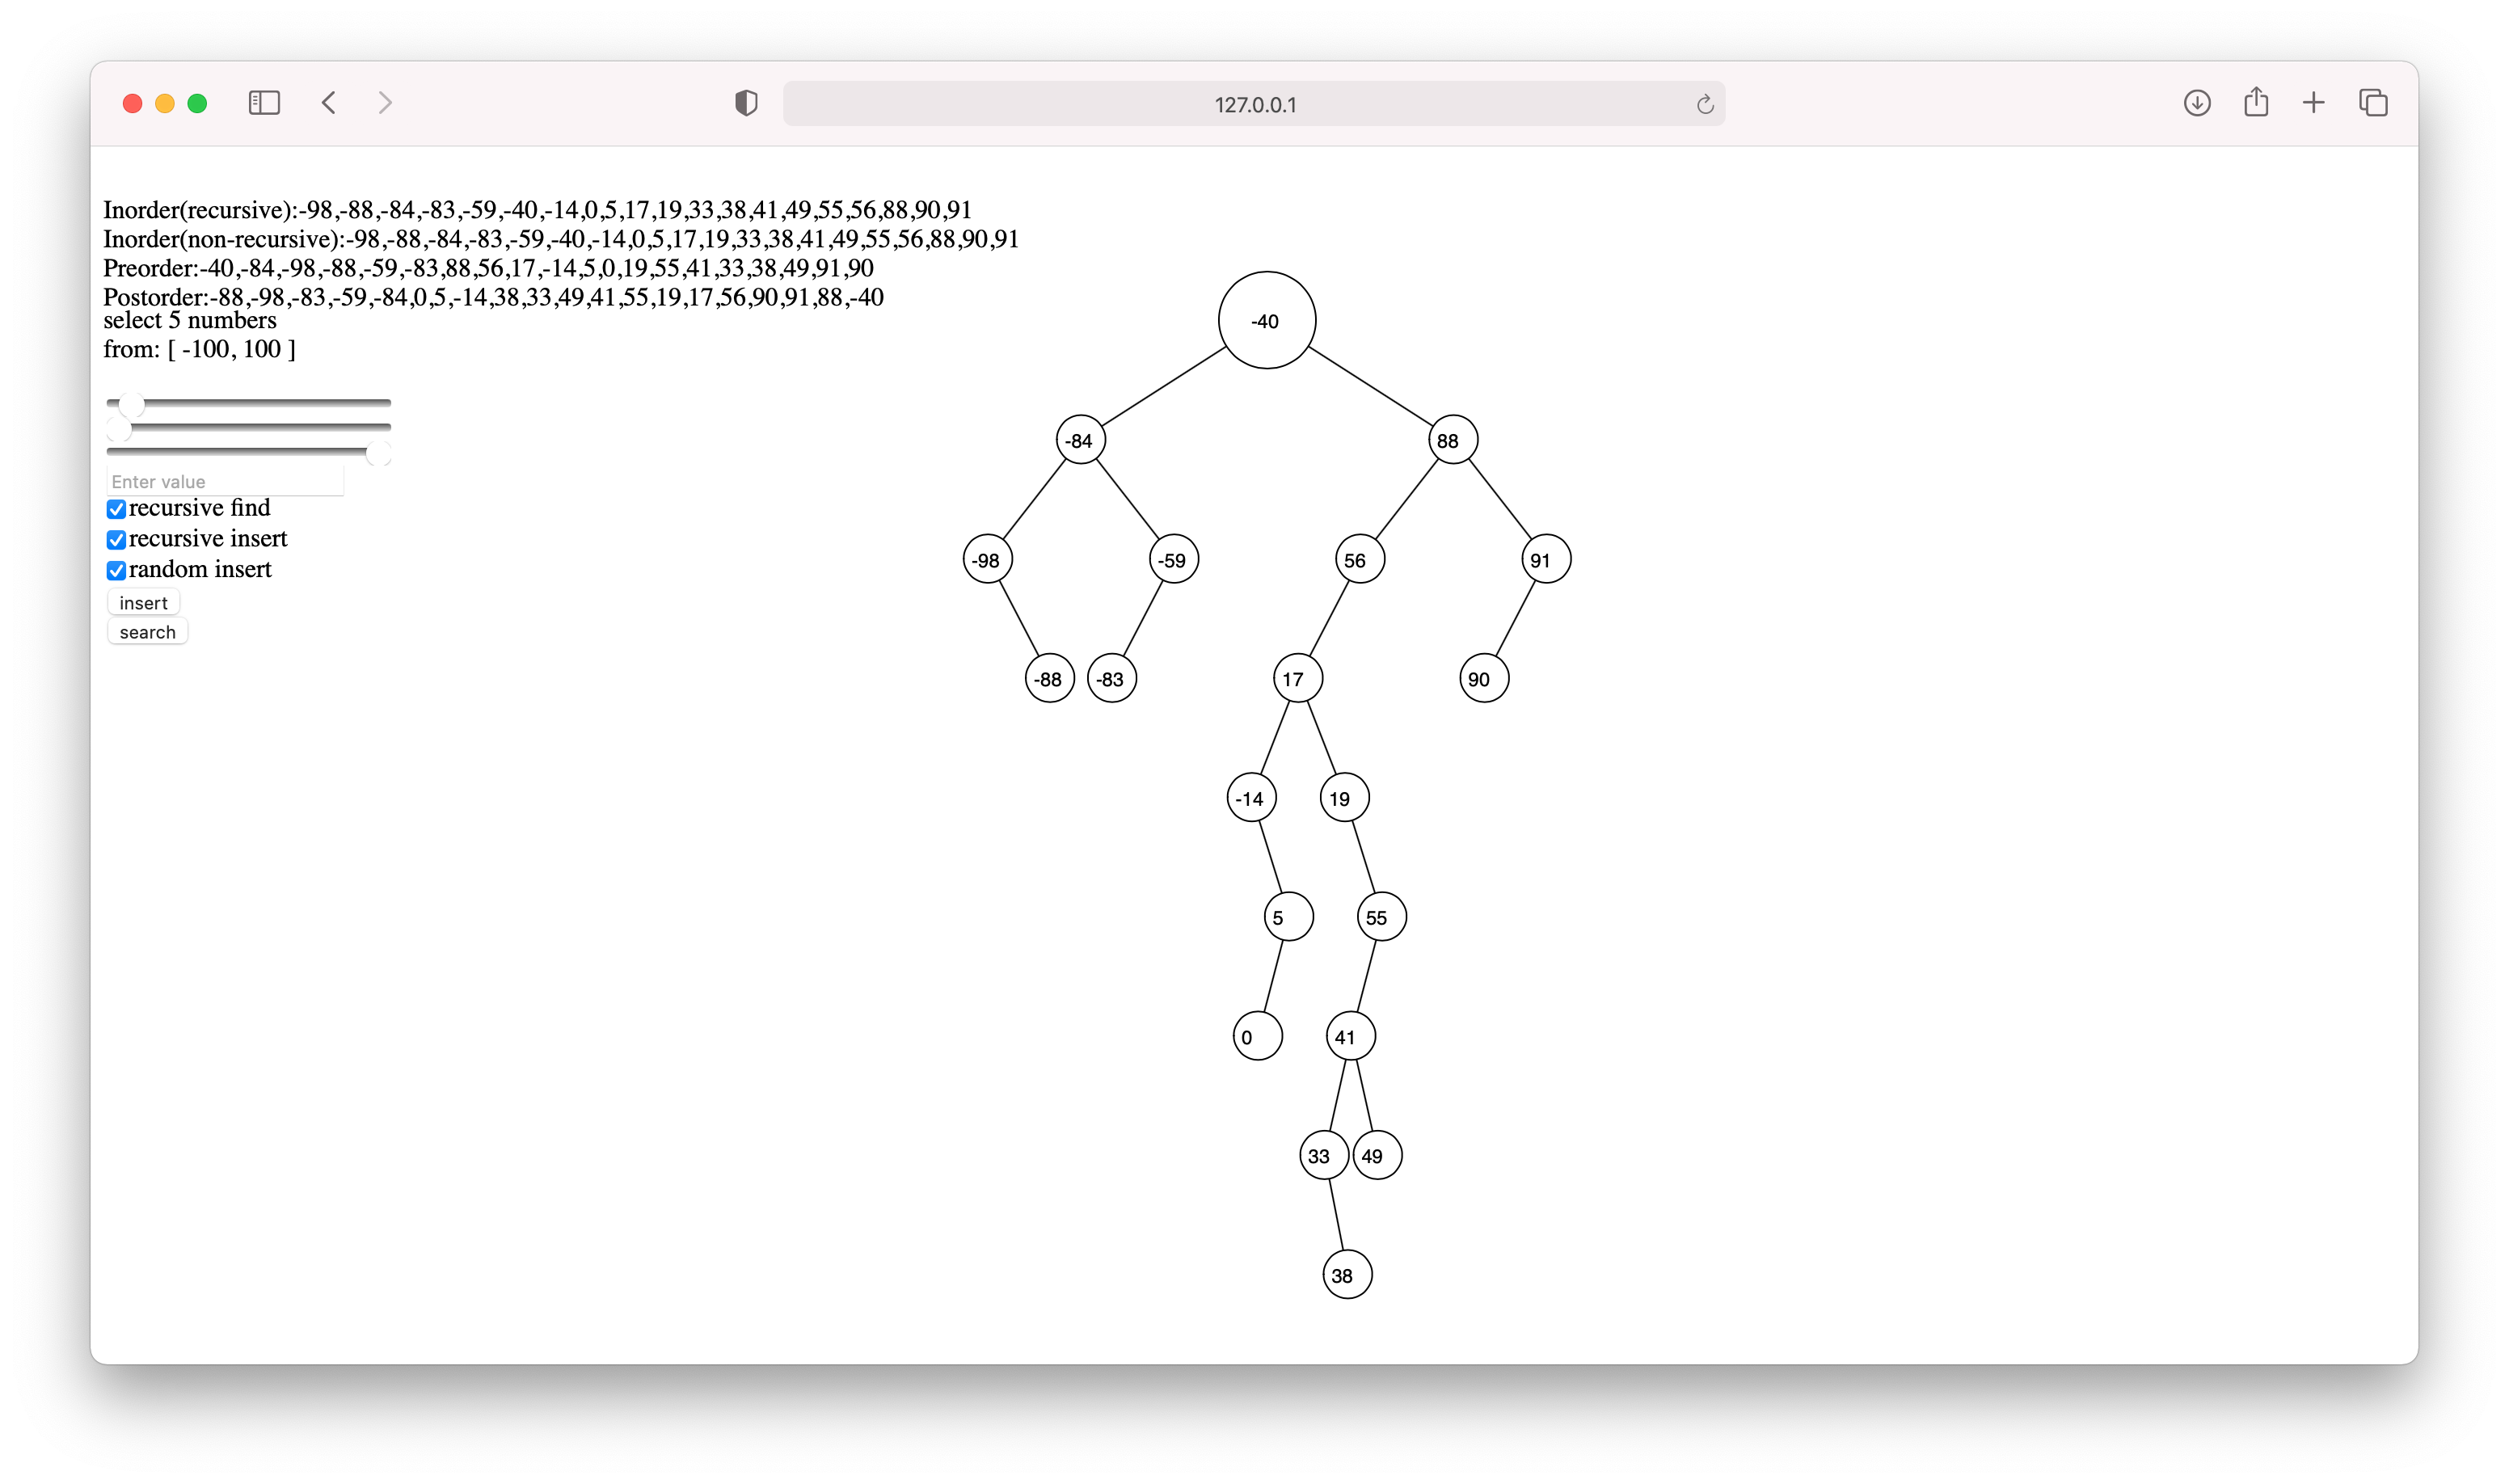 127.0.0.1
Inorder(recursive):-98,-88,-84,-83,-59,-40,-14,0,5,17,19,33,38,41,49,55,56,88,90,91
Inorder(non-recursive):-98,-88,-84,-83,-59,-40,-14,0,5,17,19,33,38,41,49,55,56,88,90,91
Preorder:-40,-84,-98,-88,-59,-83,88,56,17,-14,5,0,19,55,41,33,38,49,91,90
Postorder:-88,-98,-83,-59,-84,0,5,-14,38,33,49,41,55,19,17,56,90,91,88,-40
select 5 numbers
from: [ -100, 100 ]
Enter value
recursive find
recursive insert
random insert
insert
search
-40
-84 88
-98 -59 56 91
-88 -83 17 90
-14 19
5 55
0 41
33 49
38